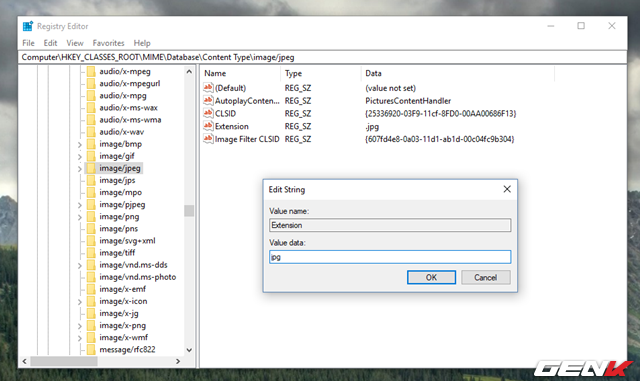 Registry Editor
File Edit View Favorites Help
Computer\HKEY_CLASSES_ROOT\MIME\Database\Content Type\image/jpeg
audio/x-mpeg
audio/x-mpegurl
audio/x-mpg
audio/x-ms-wax
audio/x-ms-wma
audio/x-wav
image/bmp
image/gif
image/jpeg
image/jps
image/mpo
image/pjpeg
image/png
image/pns
image/svg+xml
image/tiff
image/vnd.ms-dds
image/vnd.ms-photo
image/x-emf
image/x-icon
image/x-jg
image/x-png
image/x-wmf
message/rfc822
Name Type Data
(Default) REG_SZ (value not set)
AutoplayConten... REG_SZ PicturesContentHandler
CLSID REG_SZ {25336920-03F9-11cf-8FD0-00AA00686F13}
Extension REG_SZ .jpg
Image Filter CLSID REG_SZ {607fd4e8-0a03-11d1-ab1d-00c04fc9b304}
Edit String
Value name:
Extension
Value data:
jpg
OK Cancel
GENK